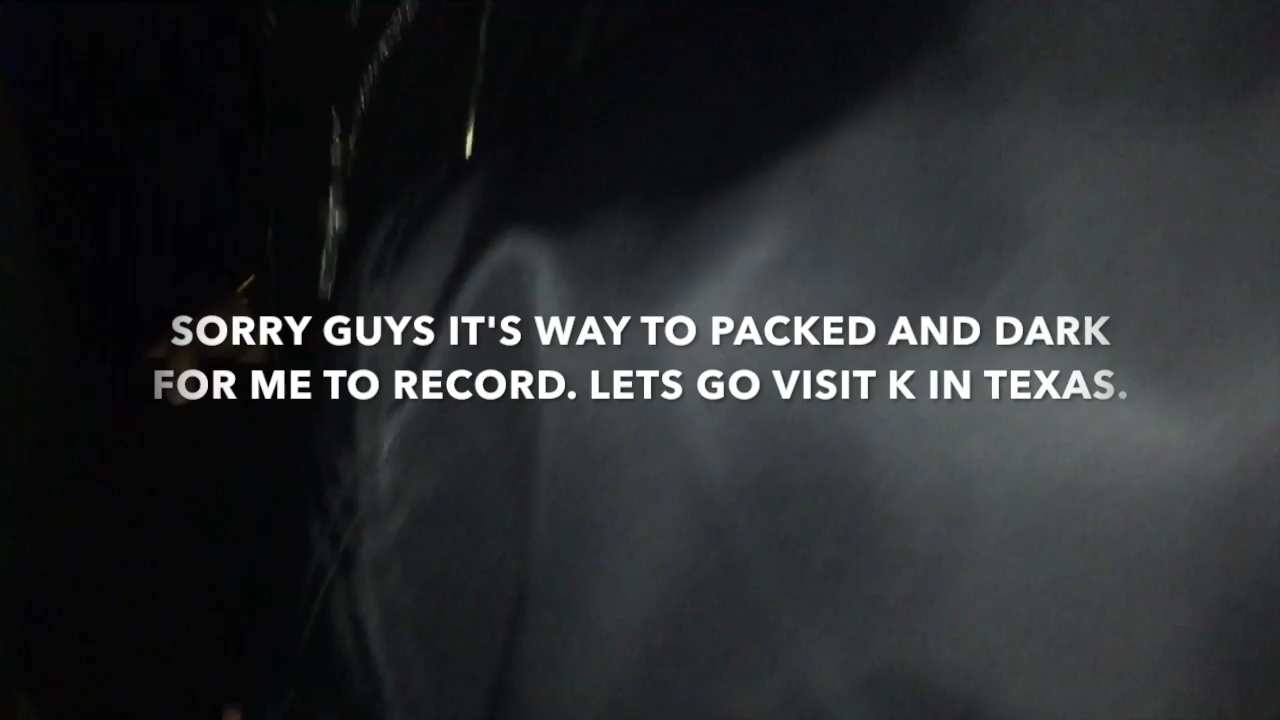 SORRY GUYS IT'S WAY TO PACKED AND DARK
FOR ME TO RECORD. LETS GO VISIT K IN TEXAS.